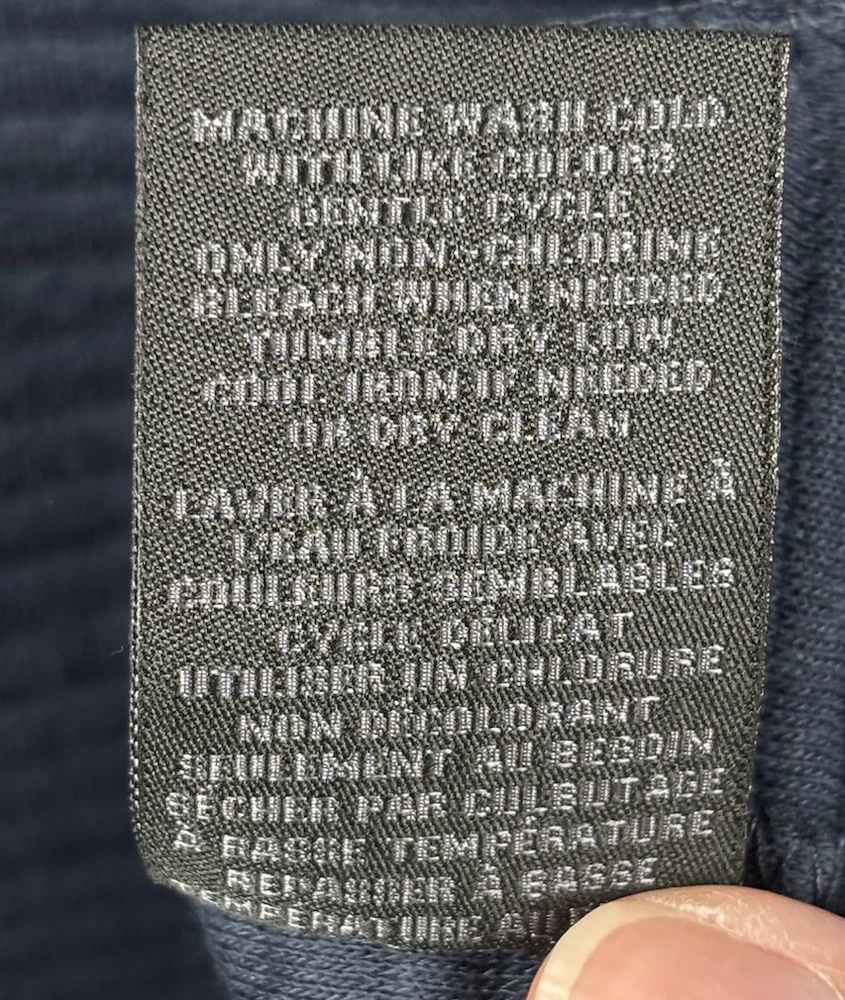 MACHINE WASH COLD
WITH LIKE COLORS
GENTLE CYCLE
ONLY NON-CHLORINE
BLEACH WHEN NEEDED
TUMBLE DRY LOW
COOL IRON IF NEEDED
OR DRY CLEAN
LAVER À LA MACHINE À
L'EAU FROIDE AVEC
COULEURS SEMBLABLES
CYCLE DÉLICAT
UTILISER UN CHLORURE
NON DÉCOLORANT
SEULEMENT AU BESOIN
SÉCHER PAR CULBUTAGE
À BASSE TEMPÉRATURE
REPASSER À BASSE
TEMPÉRATURE AU